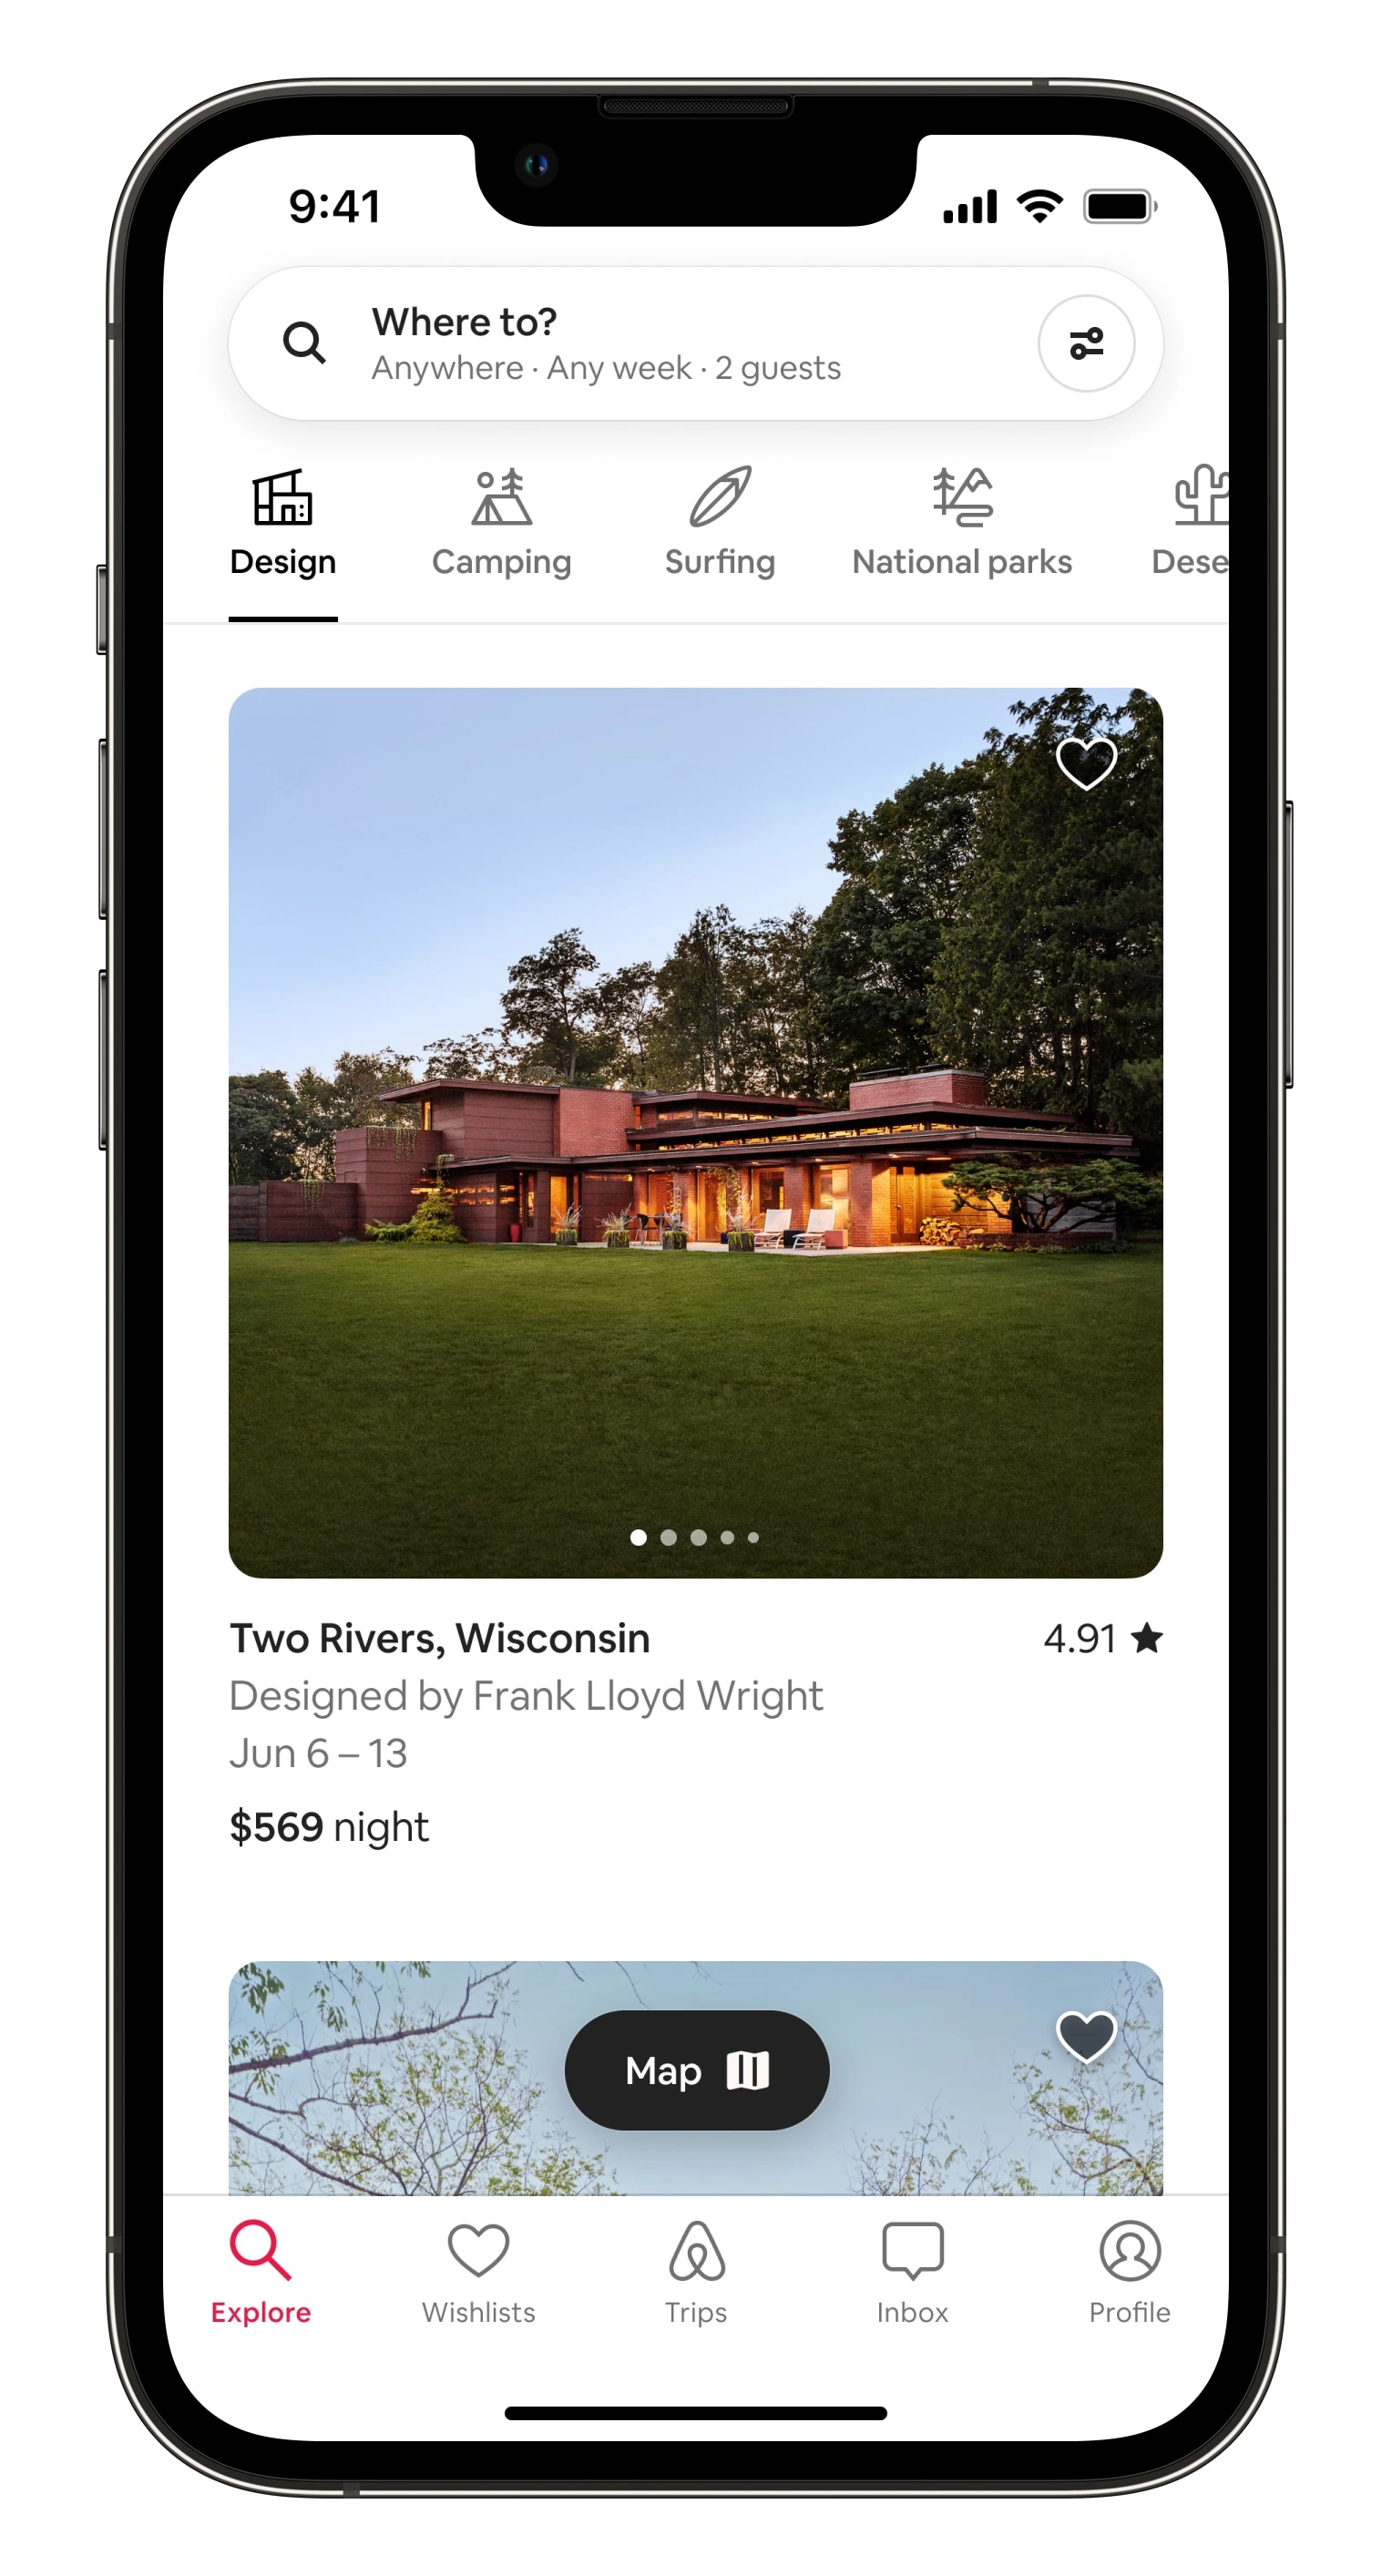 9:41
Where to?
Anywhere · Any week · 2 guests
Design
Camping
Surfing
National parks
Dese
Two Rivers, Wisconsin
4.91 ★
Designed by Frank Lloyd Wright
Jun 6 – 13
$569 night
Map
Explore
Wishlists
Trips
Inbox
Profile